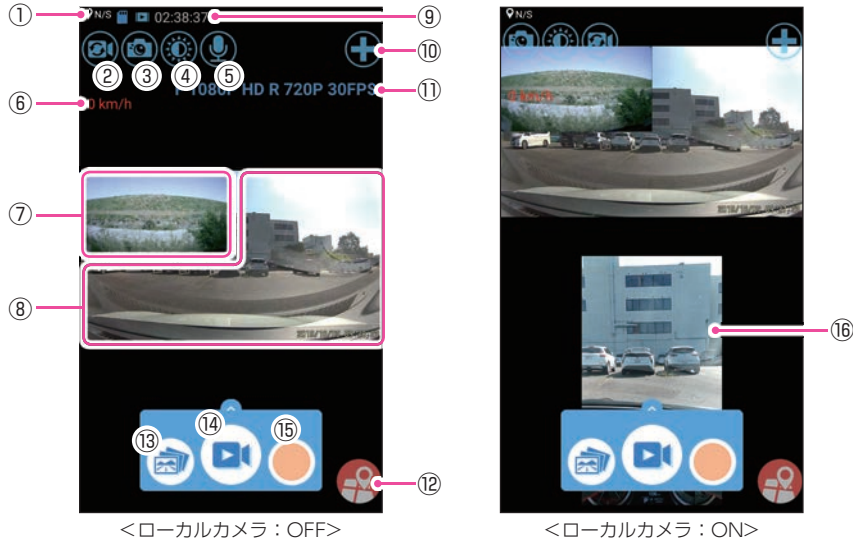 ① N/S 02:38:37 ⑨
② ③ ④ ⑤ ⑩
F 1080P HD R 720P 30FPS ⑪
⑥ 0 km/h
⑦
⑧
⑬ ⑭ ⑮
⑫
<ローカルカメラ：OFF>
N/S
0 km/h
⑯
<ローカルカメラ：ON>